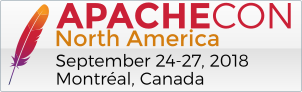 APACHECON
North America
September 24-27, 2018
Montréal, Canada